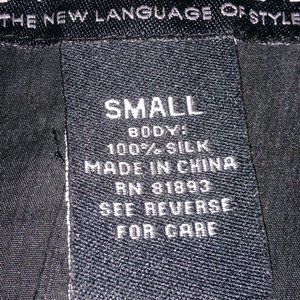 THE NEW LANGUAGE OF STYLE
SMALL
BODY:
100% SILK
MADE IN CHINA
RN 81893
SEE REVERSE
FOR CARE